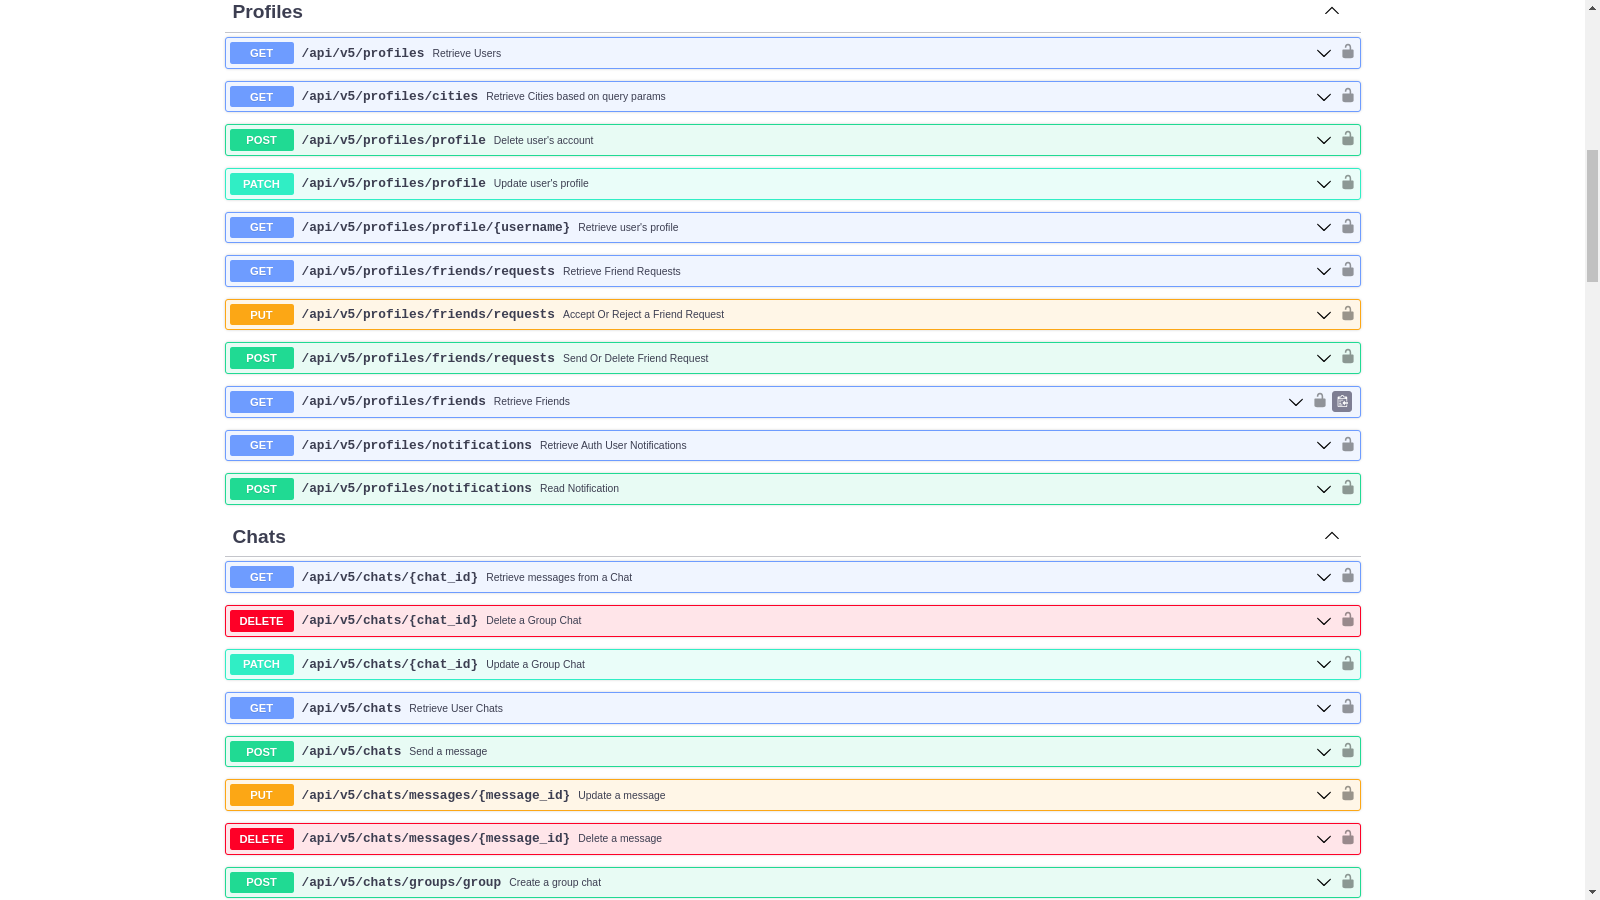 Profiles
GET /api/v5/profiles Retrieve Users
GET /api/v5/profiles/cities Retrieve Cities based on query params
POST /api/v5/profiles/profile Delete user's account
PATCH /api/v5/profiles/profile Update user's profile
GET /api/v5/profiles/profile/{username} Retrieve user's profile
GET /api/v5/profiles/friends/requests Retrieve Friend Requests
PUT /api/v5/profiles/friends/requests Accept Or Reject a Friend Request
POST /api/v5/profiles/friends/requests Send Or Delete Friend Request
GET /api/v5/profiles/friends Retrieve Friends
GET /api/v5/profiles/notifications Retrieve Auth User Notifications
POST /api/v5/profiles/notifications Read Notification
Chats
GET /api/v5/chats/{chat_id} Retrieve messages from a Chat
DELETE /api/v5/chats/{chat_id} Delete a Group Chat
PATCH /api/v5/chats/{chat_id} Update a Group Chat
GET /api/v5/chats Retrieve User Chats
POST /api/v5/chats Send a message
PUT /api/v5/chats/messages/{message_id} Update a message
DELETE /api/v5/chats/messages/{message_id} Delete a message
POST /api/v5/chats/groups/group Create a group chat